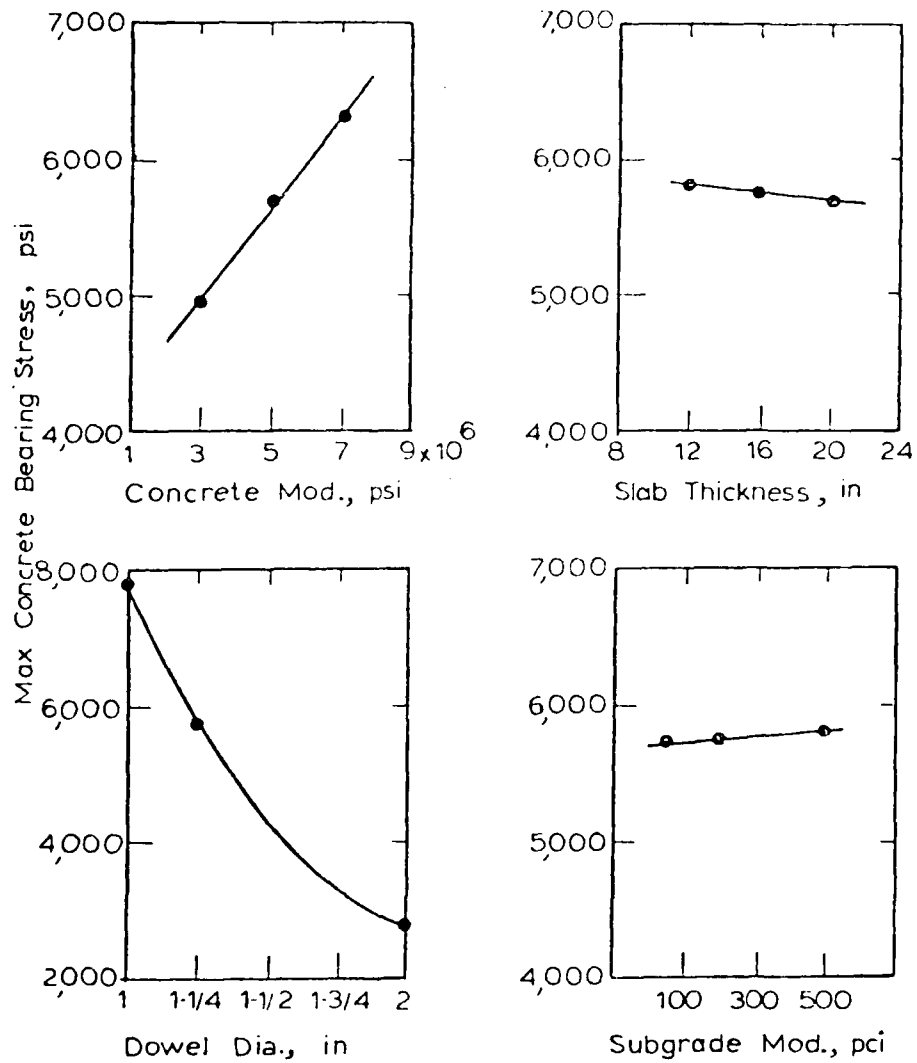 Max Concrete Bearing Stress, psi
7,000
6,000
5,000
4,000
1 3 5 7 9 x 10⁶
Concrete Mod., psi
7,000
6,000
5,000
4,000
8 12 16 20 24
Slab Thickness, in
8,000
6,000
4,000
2000
1 1-1/4 1-1/2 1-3/4 2
Dowel Dia., in
7,000
6,000
5,000
4,000
100 300 500
Subgrade Mod., pci